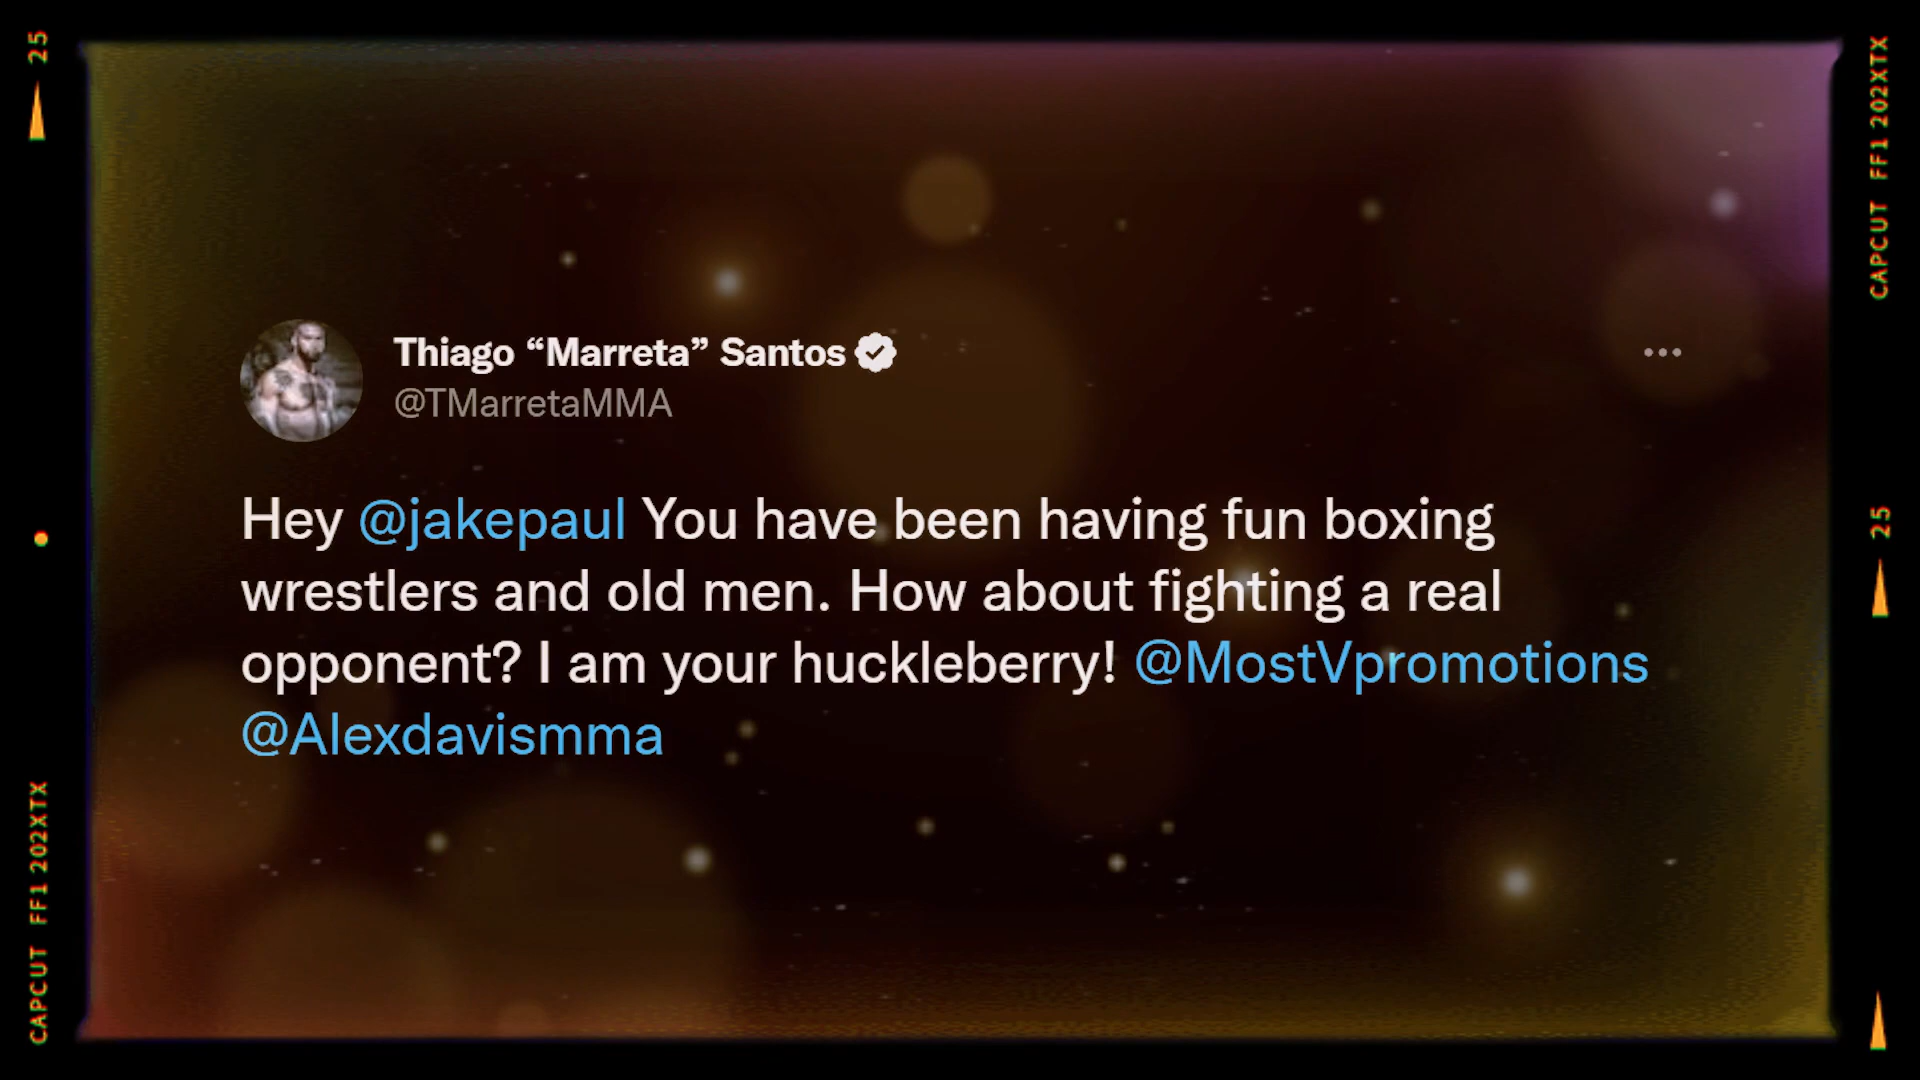 25
CAPCUT FF1 202XTX
Thiago “Marreta” Santos
@TMarretaMMA
Hey @jakepaul You have been having fun boxing
wrestlers and old men. How about fighting a real
opponent? I am your huckleberry! @MostVpromotions
@Alexdavismma
25
CAPCUT FF1 202XTX